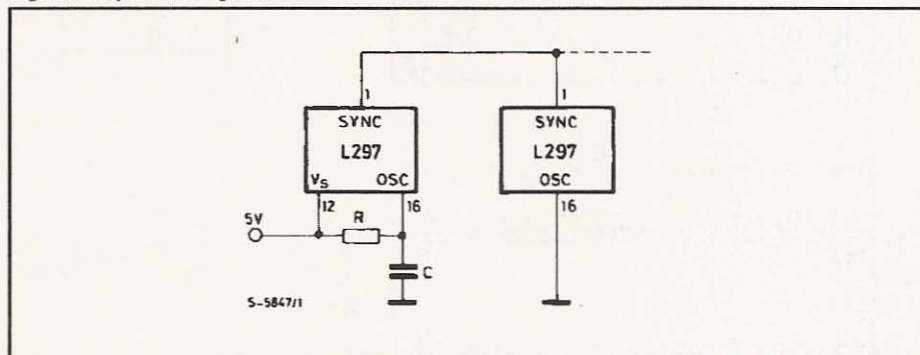 1
1
SYNC
SYNC
L297
L297
Vs
OSC
OSC
12
16
16
5V
R
C
S-5847/1